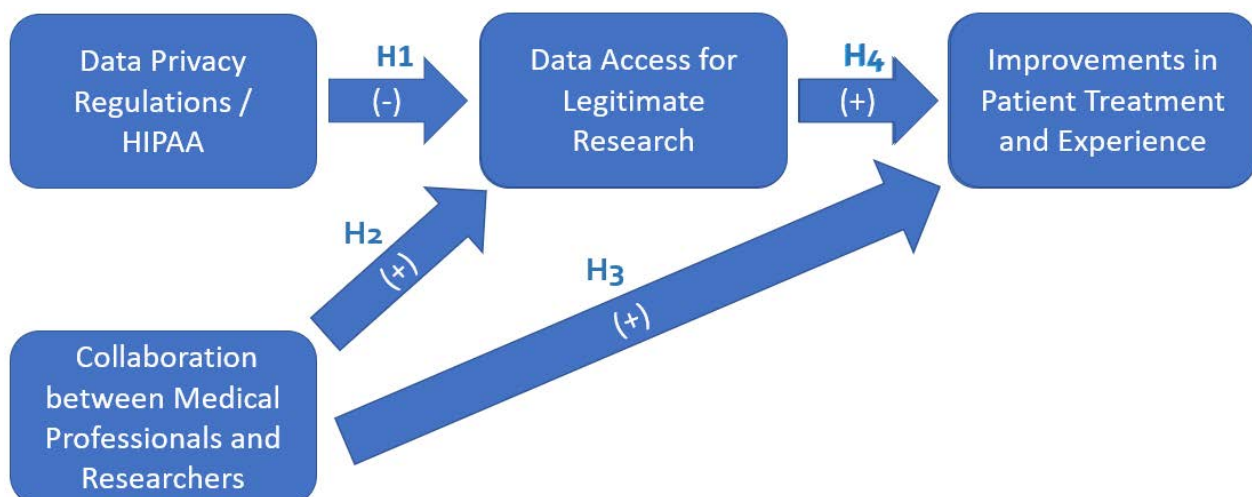 Data Privacy
Regulations /
HIPAA
H1
(-)
Data Access for
Legitimate
Research
H4
(+)
Improvements in
Patient Treatment
and Experience
H2
(+)
H3
(+)
Collaboration
between Medical
Professionals and
Researchers